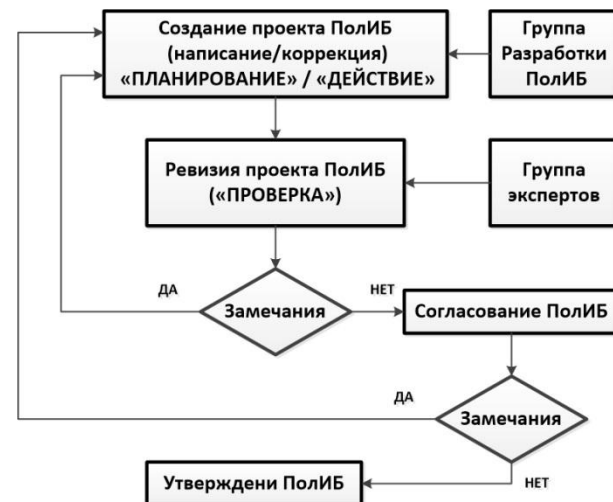 Создание проекта ПолИБ
(написание/коррекция)
«ПЛАНИРОВАНИЕ» / «ДЕЙСТВИЕ»
Группа
Разработки
ПолИБ
Ревизия проекта ПолИБ
(«ПРОВЕРКА»)
Группа
экспертов
ДА
Замечания
НЕТ
Согласование ПолИБ
ДА
Замечания
НЕТ
Утверждени ПолИБ